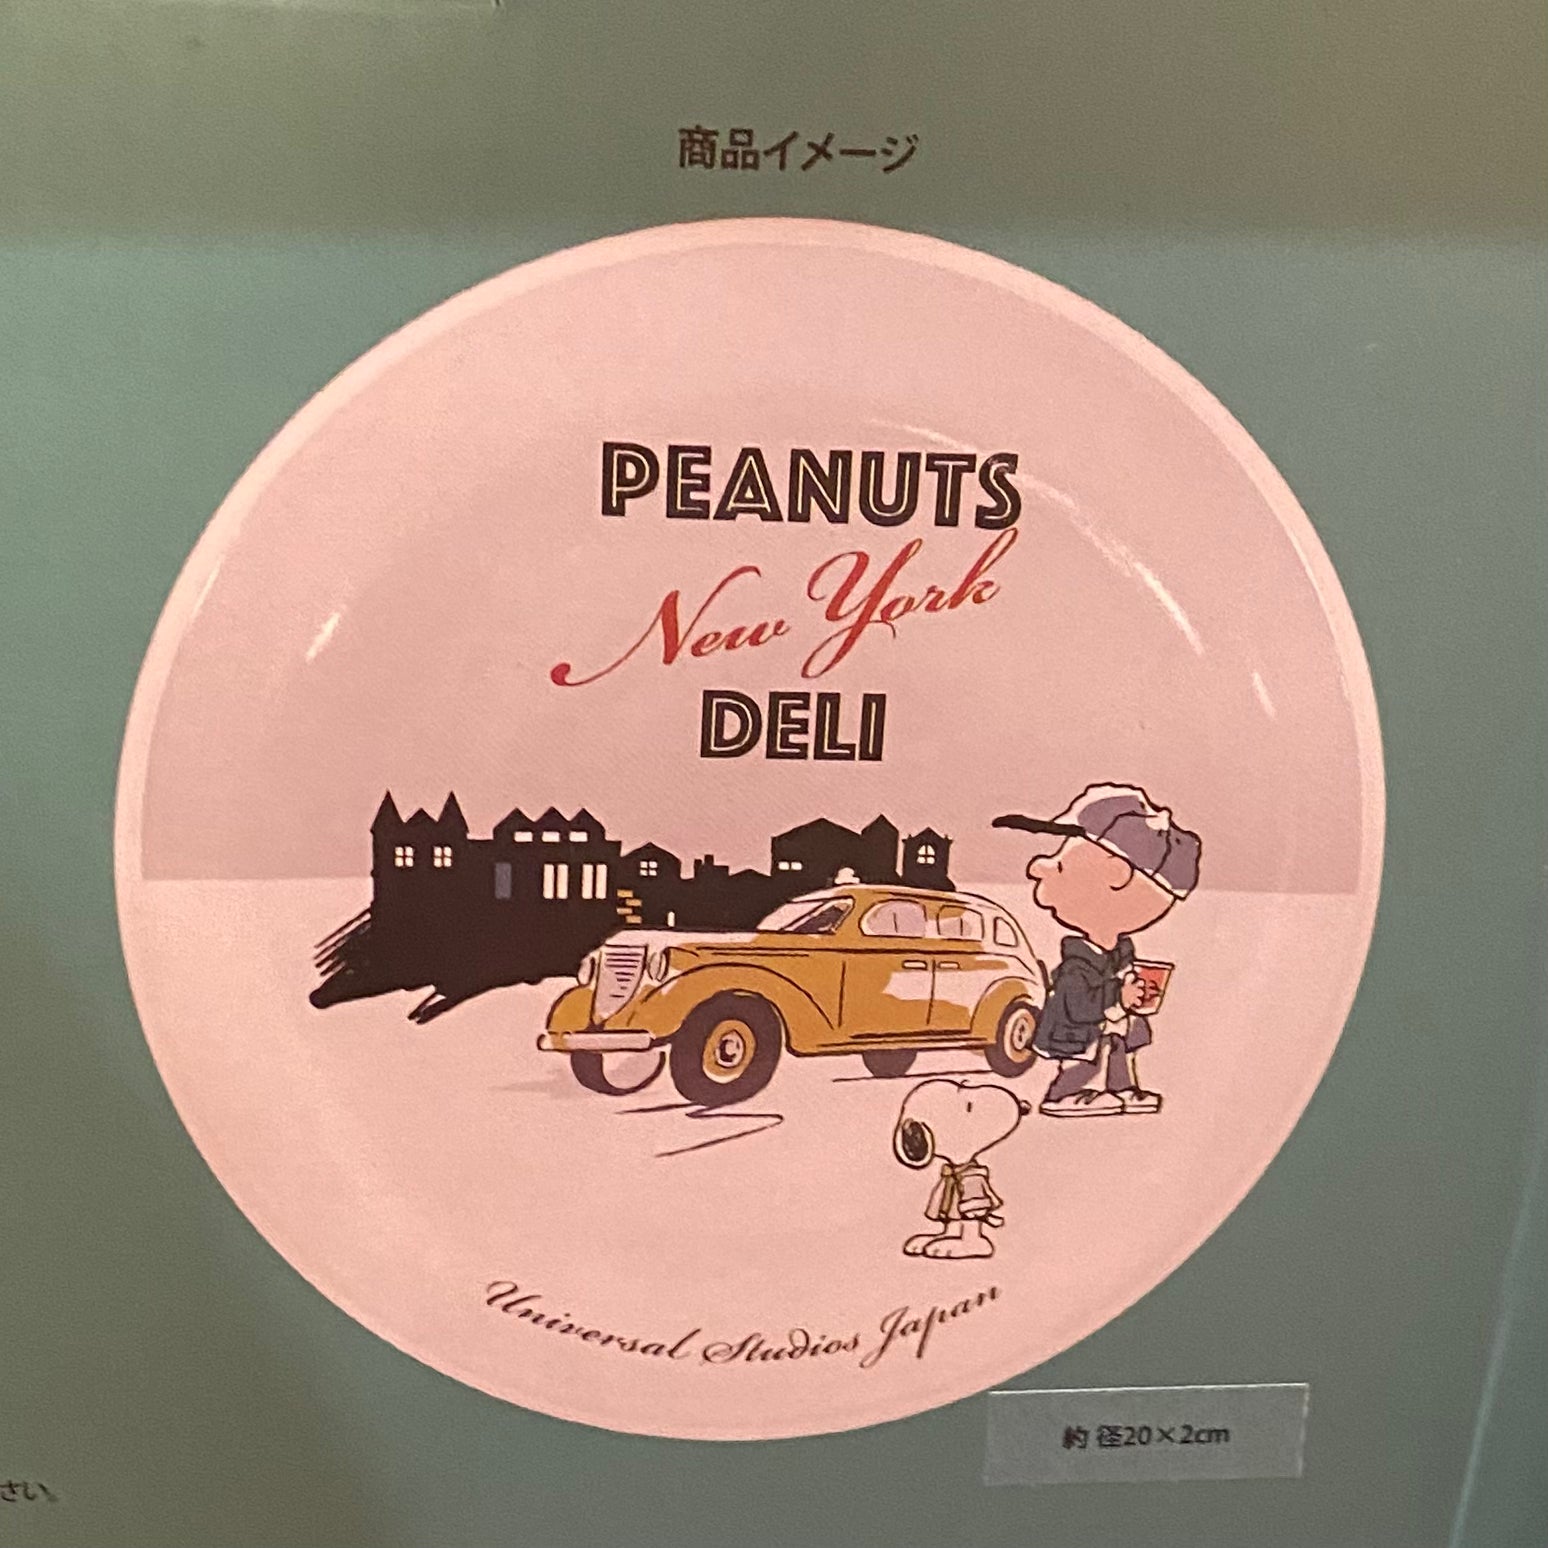 商品イメージ
PEANUTS
New York
DELI
Universal Studios Japan
約 径20×2cm
さい。